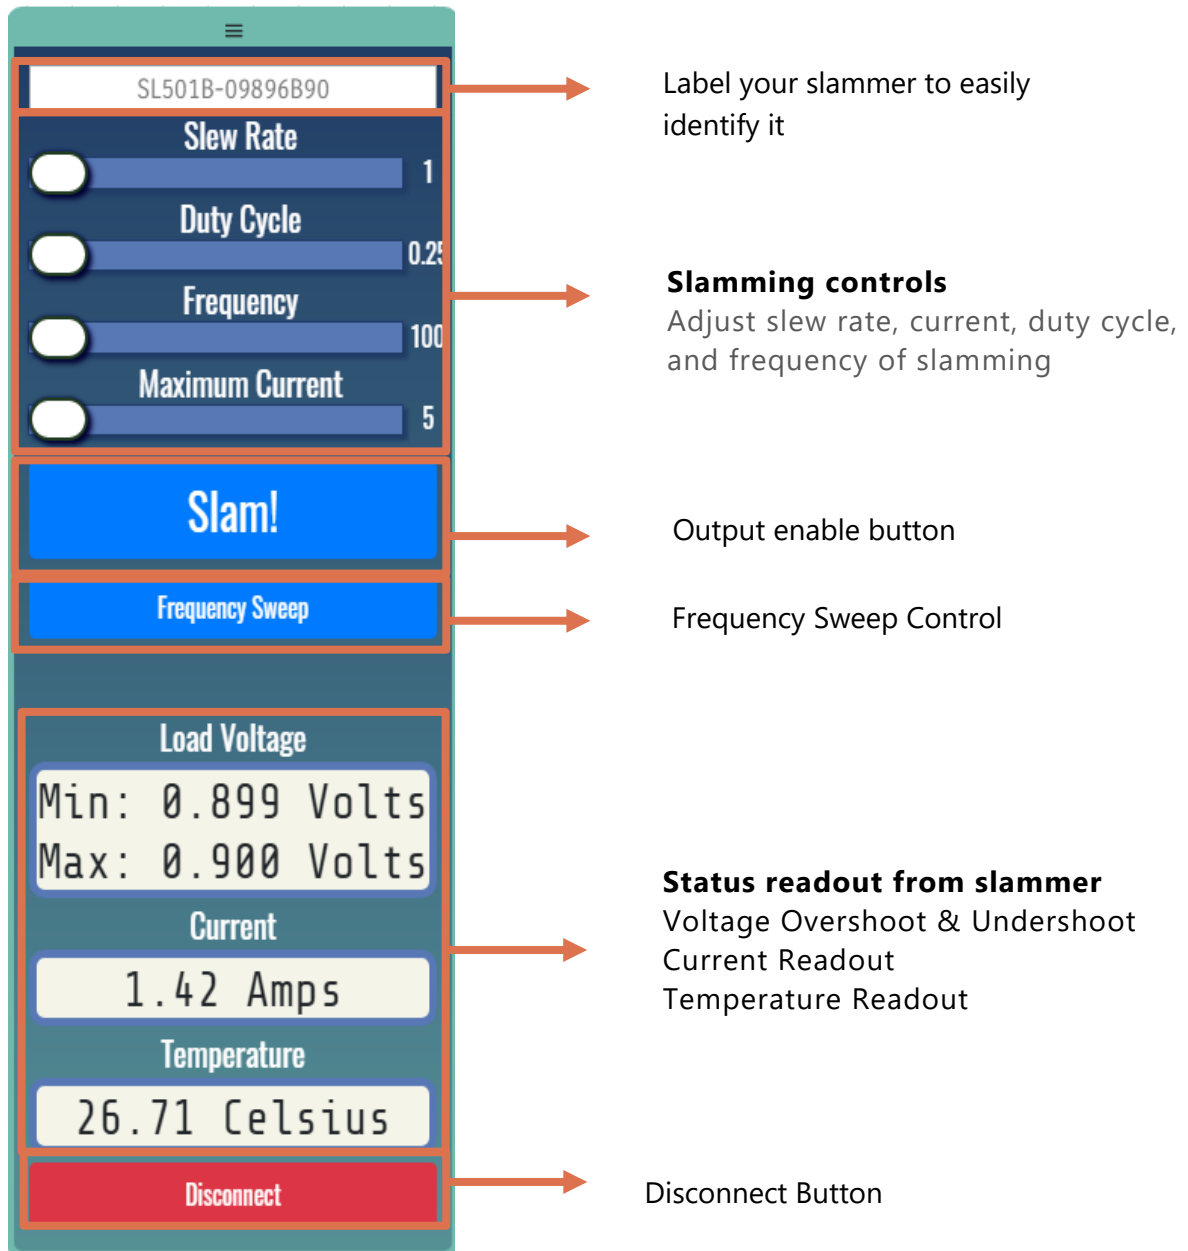 SL501B-09896B90
Label your slammer to easily
identify it
Slew Rate
1
Duty Cycle
0.25
Frequency
100
Maximum Current
5
Slamming controls
Adjust slew rate, current, duty cycle,
and frequency of slamming
Slam!
Output enable button
Frequency Sweep
Frequency Sweep Control
Load Voltage
Min: 0.899 Volts
Max: 0.900 Volts
Current
1.42 Amps
Temperature
26.71 Celsius
Status readout from slammer
Voltage Overshoot & Undershoot
Current Readout
Temperature Readout
Disconnect
Disconnect Button